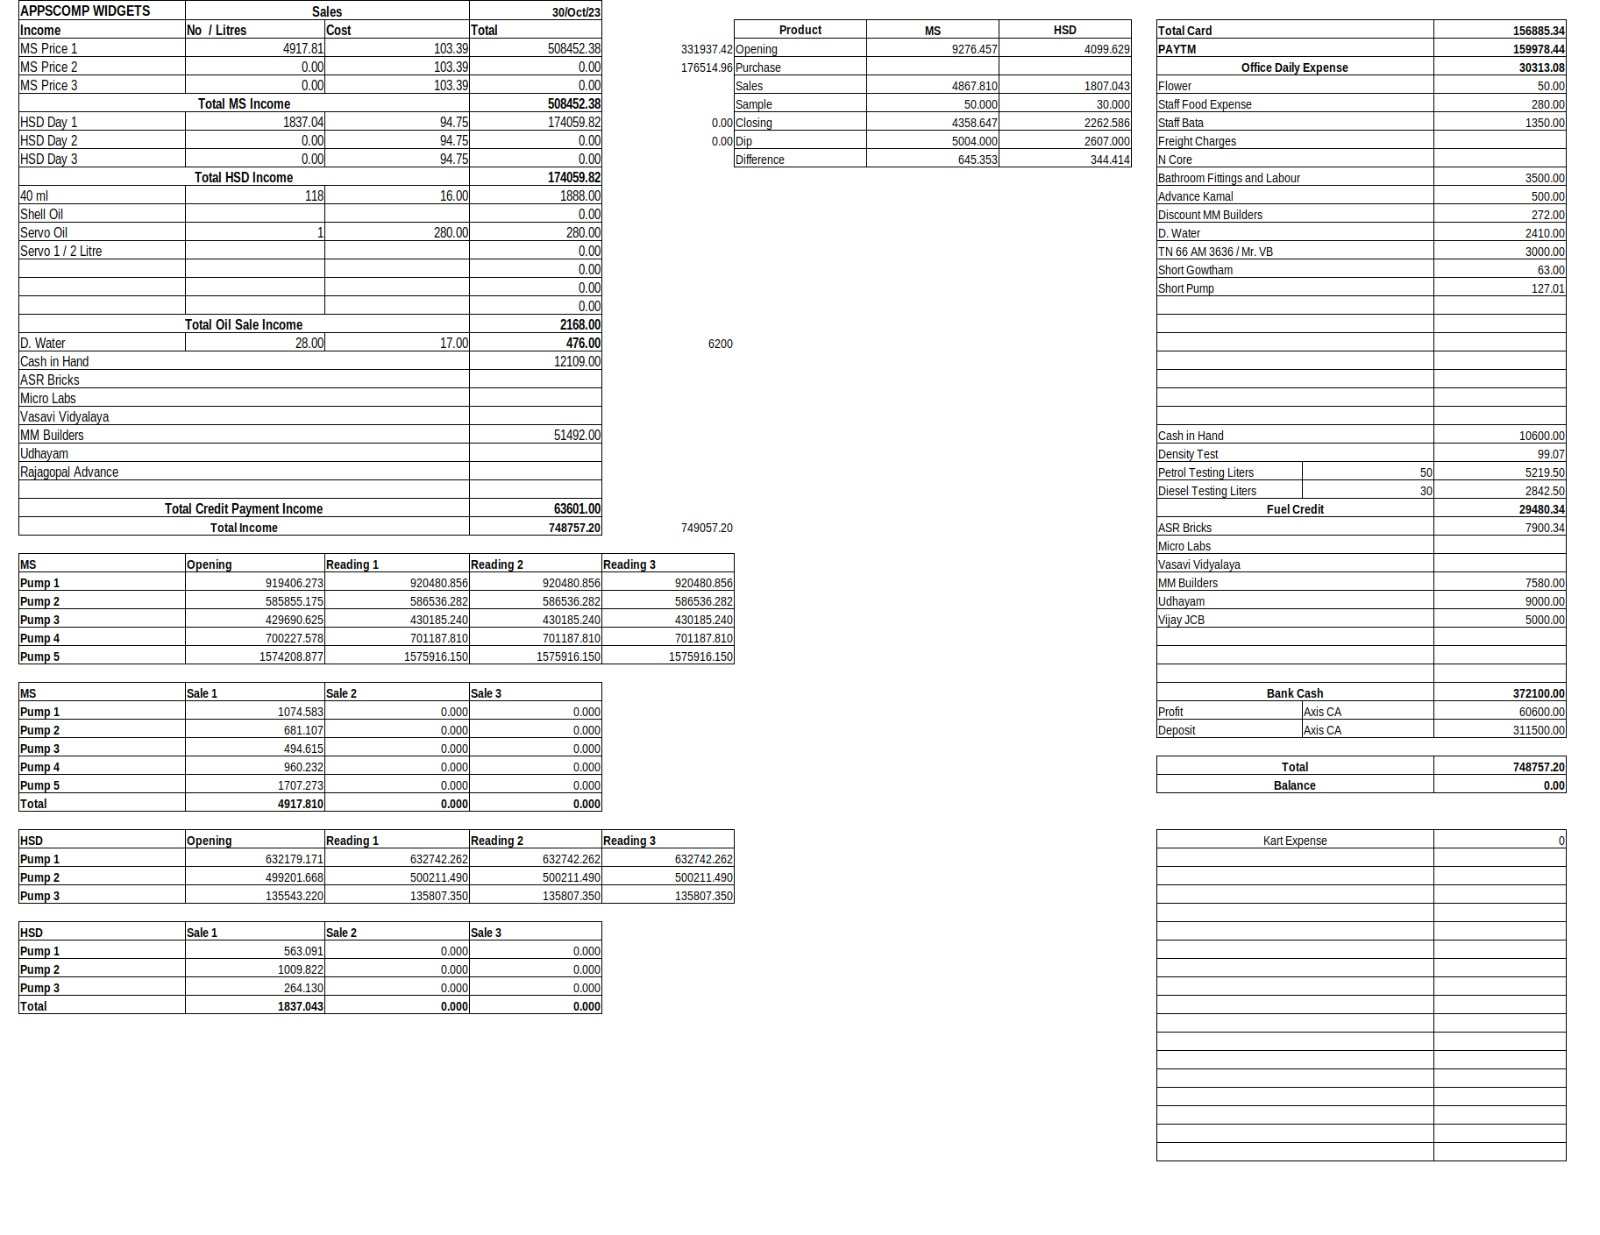 APPSCOMP WIDGETS Sales 30/Oct/23
Income No / Litres Cost Total
MS Price 1 4917.81 103.39 508452.38
MS Price 2 0.00 103.39 0.00
MS Price 3 0.00 103.39 0.00
Total MS Income 508452.38
HSD Day 1 1837.04 94.75 174059.82
HSD Day 2 0.00 94.75 0.00
HSD Day 3 0.00 94.75 0.00
Total HSD Income 174059.82
40 ml 118 16.00 1888.00
Shell Oil 0.00
Servo Oil 1 280.00 280.00
Servo 1 / 2 Litre 0.00
0.00
0.00
0.00
Total Oil Sale Income 2168.00
D. Water 28.00 17.00 476.00 6200
Cash in Hand 12109.00
ASR Bricks
Micro Labs
Vasavi Vidyalaya
MM Builders 51492.00
Udhayam
Rajagopal Advance
Total Credit Payment Income 63601.00
Total Income 748757.20 749057.20
Product MS HSD
331937.42 Opening 9276.457 4099.629
176514.96 Purchase
Sales 4867.810 1807.043
Sample 50.000 30.000
0.00 Closing 4358.647 2262.586
0.00 Dip 5004.000 2607.000
Difference 645.353 344.414
MS Opening Reading 1 Reading 2 Reading 3
Pump 1 919406.273 920480.856 920480.856 920480.856
Pump 2 585855.175 586536.282 586536.282 586536.282
Pump 3 429690.625 430185.240 430185.240 430185.240
Pump 4 700227.578 701187.810 701187.810 701187.810
Pump 5 1574208.877 1575916.150 1575916.150 1575916.150
MS Sale 1 Sale 2 Sale 3
Pump 1 1074.583 0.000 0.000
Pump 2 681.107 0.000 0.000
Pump 3 494.615 0.000 0.000
Pump 4 960.232 0.000 0.000
Pump 5 1707.273 0.000 0.000
Total 4917.810 0.000 0.000
HSD Opening Reading 1 Reading 2 Reading 3
Pump 1 632179.171 632742.262 632742.262 632742.262
Pump 2 499201.668 500211.490 500211.490 500211.490
Pump 3 135543.220 135807.350 135807.350 135807.350
HSD Sale 1 Sale 2 Sale 3
Pump 1 563.091 0.000 0.000
Pump 2 1009.822 0.000 0.000
Pump 3 264.130 0.000 0.000
Total 1837.043 0.000 0.000
Total Card 156885.34
PAYTM 159978.44
Office Daily Expense 30313.08
Flower 50.00
Staff Food Expense 280.00
Staff Bata 1350.00
Freight Charges
N Core
Bathroom Fittings and Labour 3500.00
Advance Kamal 500.00
Discount MM Builders 272.00
D. Water 2410.00
TN 66 AM 3636 / Mr. VB 3000.00
Short Gowtham 63.00
Short Pump 127.01
Cash in Hand 10600.00
Density Test 99.07
Petrol Testing Liters 50 5219.50
Diesel Testing Liters 30 2842.50
Fuel Credit 29480.34
ASR Bricks 7900.34
Micro Labs
Vasavi Vidyalaya
MM Builders 7580.00
Udhayam 9000.00
Vijay JCB 5000.00
Bank Cash 372100.00
Profit Axis CA 60600.00
Deposit Axis CA 311500.00
Total 748757.20
Balance 0.00
Kart Expense 0